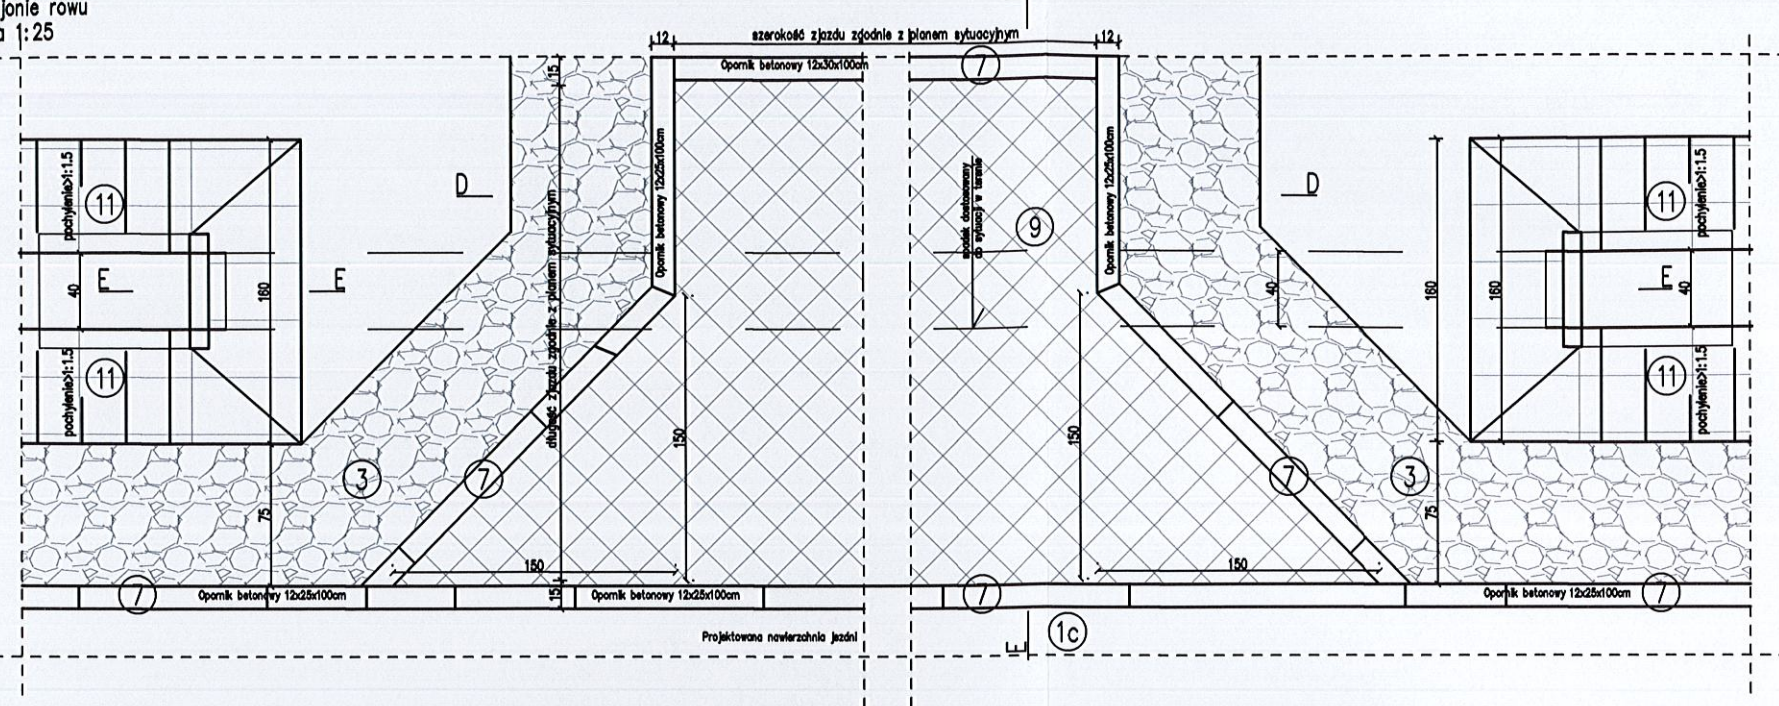 jonie rowu
a 1:25
12
szerokość zjazdu zgodnie z planem sytuacyjnym
12
15
Opornik betonowy 12x30x100cm
7
pochylenie>1:1.5
11
D
Opornik betonowy 12x25x100cm
spadek dostosowany
do sytuacji w terenie
9
Opornik betonowy 12x25x100cm
D
11
pochylenie>1:1.5
długość zjazdu zgodnie z planem sytuacyjnym
40
E
160
E
40
160
160
E
40
pochylenie>1:1.5
11
150
150
11
pochylenie>1:1.5
3
7
7
3
75
75
150
150
7
Opornik betonowy 12x25x100cm
15
Opornik betonowy 12x25x100cm
7
Opornik betonowy 12x25x100cm
7
Projektowana nawierzchnia jezdni
E
1c